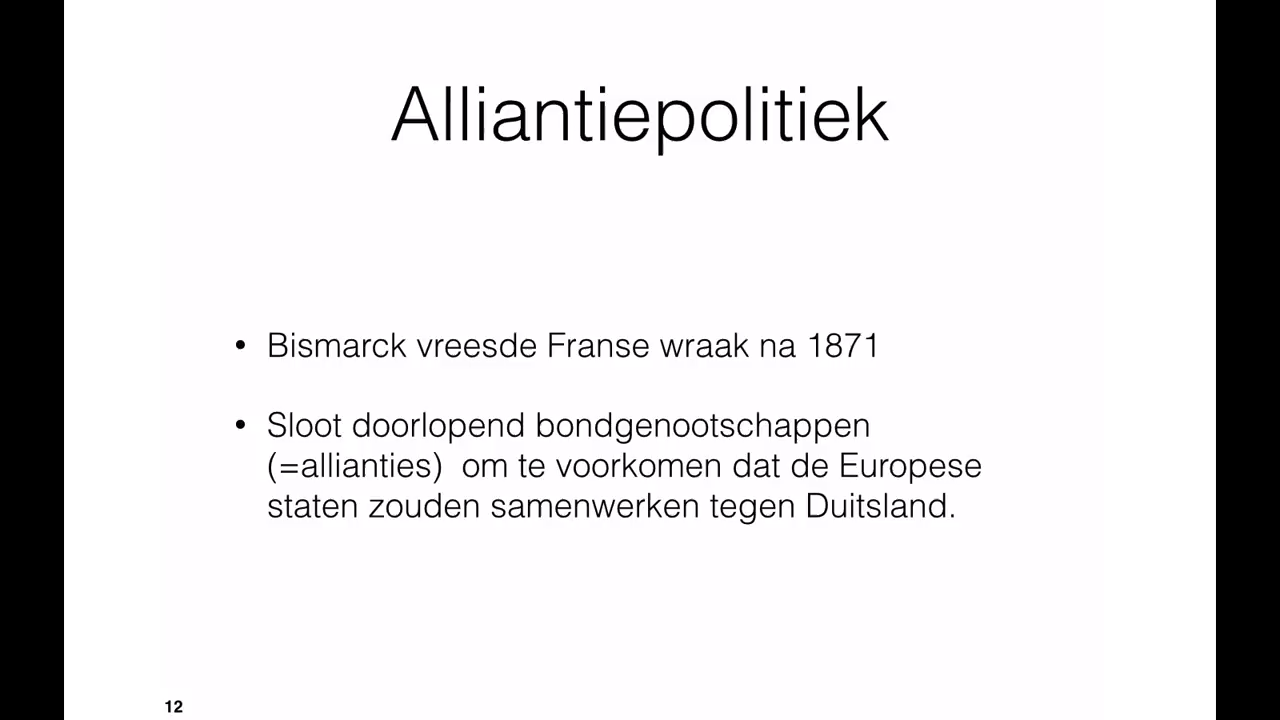 Alliantiepolitiek
• Bismarck vreesde Franse wraak na 1871
• Sloot doorlopend bondgenootschappen
(=allianties)  om te voorkomen dat de Europese
staten zouden samenwerken tegen Duitsland.
12